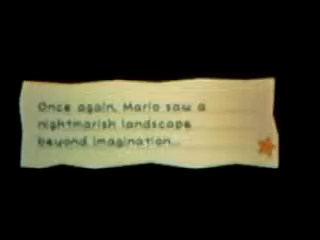 Once again, Mario saw a
nightmarish landscape
beyond imagination...